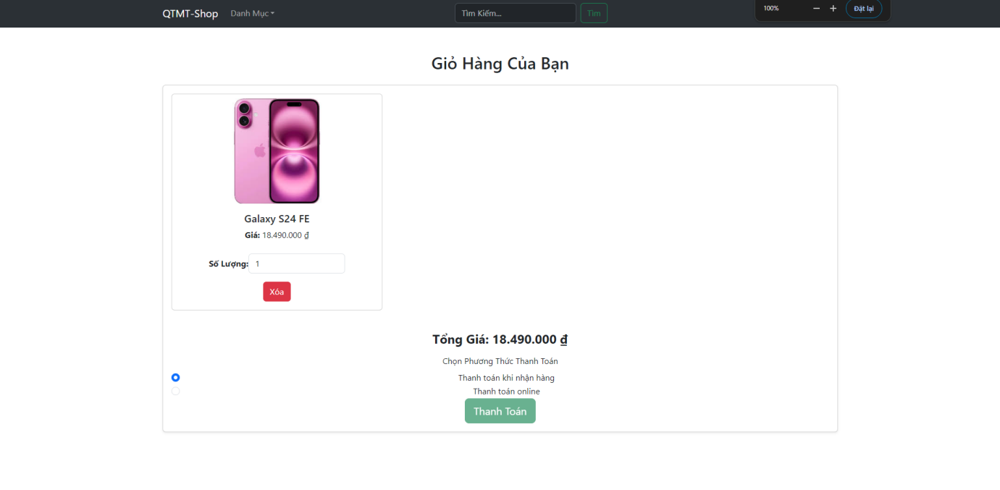 QTMT-Shop Danh Mục Tìm Kiếm... Tìm 100% Đặt lại
Giỏ Hàng Của Bạn
Galaxy S24 FE
Giá: 18.490.000 ₫
Số Lượng: 1
Xóa
Tổng Giá: 18.490.000 ₫
Chọn Phương Thức Thanh Toán
Thanh toán khi nhận hàng
Thanh toán online
Thanh Toán